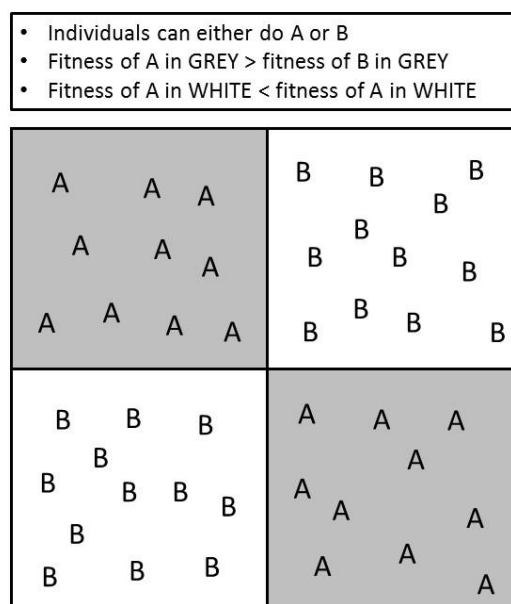 • Individuals can either do A or B
• Fitness of A in GREY > fitness of B in GREY
• Fitness of A in WHITE < fitness of A in WHITE
A A A
A A A
A A A A
B B B
B
B
B B B
B
B B B
B B B
B
B B B B
B
B B B
A A A
A
A A A
A A A